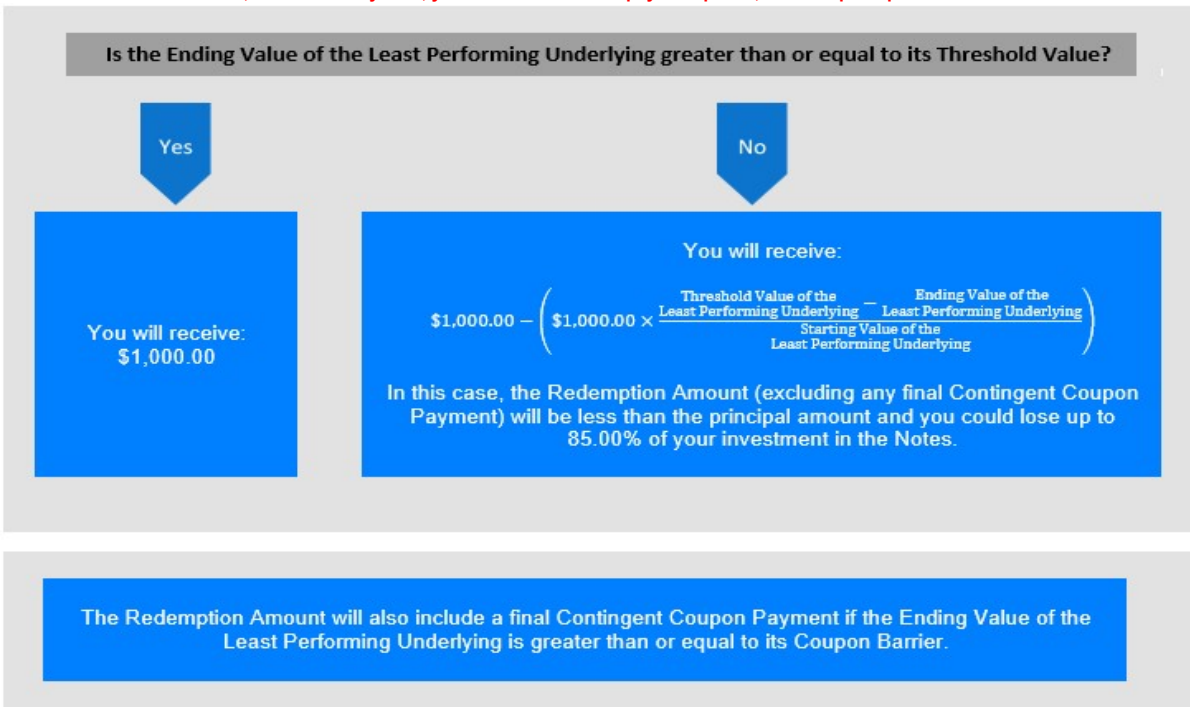 Is the Ending Value of the Least Performing Underlying greater than or equal to its Threshold Value?
Yes
No
You will receive:
$1,000.00
You will receive:
$1,000.00 − ( $1,000.00 × (Threshold Value of the Least Performing Underlying − Ending Value of the Least Performing Underlying) / Starting Value of the Least Performing Underlying )
In this case, the Redemption Amount (excluding any final Contingent Coupon
Payment) will be less than the principal amount and you could lose up to
85.00% of your investment in the Notes.
The Redemption Amount will also include a final Contingent Coupon Payment if the Ending Value of the
Least Performing Underlying is greater than or equal to its Coupon Barrier.